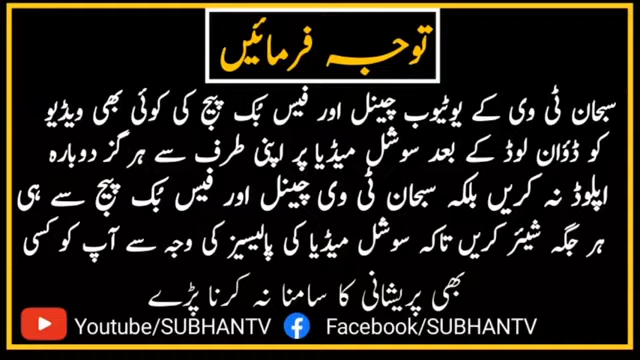 توجہ فرمائیں
سبحان ٹی وی کے یوٹیوب چینل اور فیس بک پیج کی کوئی بھی ویڈیو
کو ڈؤان لوڈ کے بعد سوشل میڈیا پر اپنی طرف سے ہرگز دوبارہ
اپلوڈ نہ کریں بلکہ سبحان ٹی وی چینل اور فیس بک پیج سے ہی
ہر جگہ شیئر کریں تاکہ سوشل میڈیا کی پالیسیز کی وجہ سے آپ کو کسی
بھی پریشانی کا سامنا نہ کرنا پڑے
Youtube/SUBHANTV Facebook/SUBHANTV